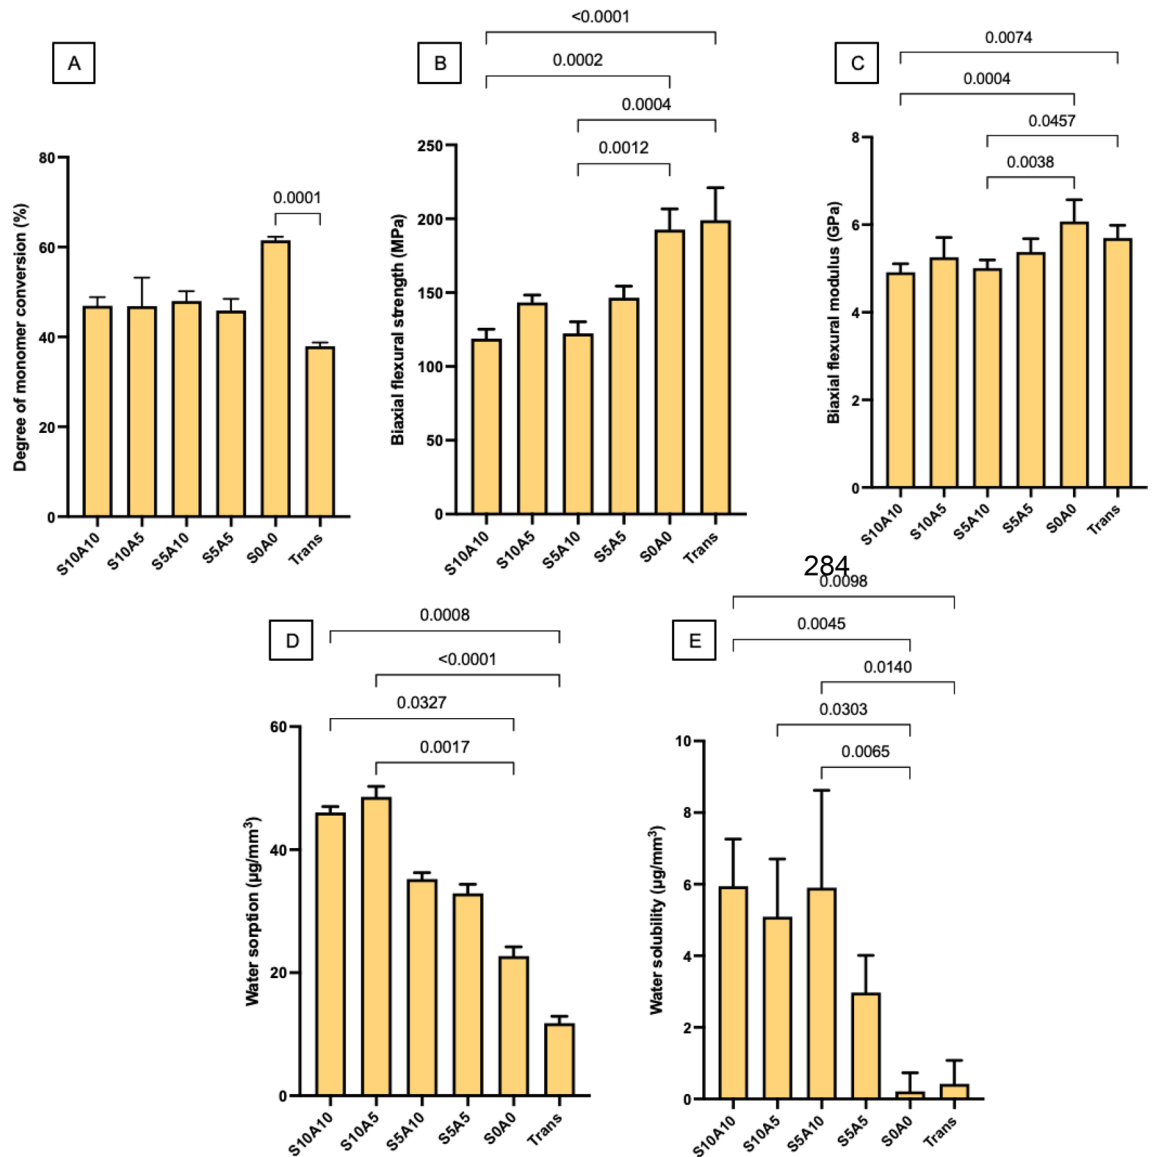 A
0.0001
Degree of monomer conversion (%)
80
60
40
20
0
S10A10
S10A5
S5A10
S5A5
S0A0
Trans
B
<0.0001
0.0002
0.0004
0.0012
Biaxial flexural strength (MPa)
250
200
150
100
50
0
S10A10
S10A5
S5A10
S5A5
S0A0
Trans
C
0.0074
0.0004
0.0457
0.0038
Biaxial flexural modulus (GPa)
8
6
4
2
0
S10A10
S10A5
S5A10
S5A5
S0A0
Trans
284
D
0.0008
<0.0001
0.0327
0.0017
Water sorption (µg/mm³)
60
40
20
0
S10A10
S10A5
S5A10
S5A5
S0A0
Trans
E
0.0098
0.0045
0.0140
0.0303
0.0065
Water solubility (µg/mm³)
10
8
6
4
2
0
S10A10
S10A5
S5A10
S5A5
S0A0
Trans